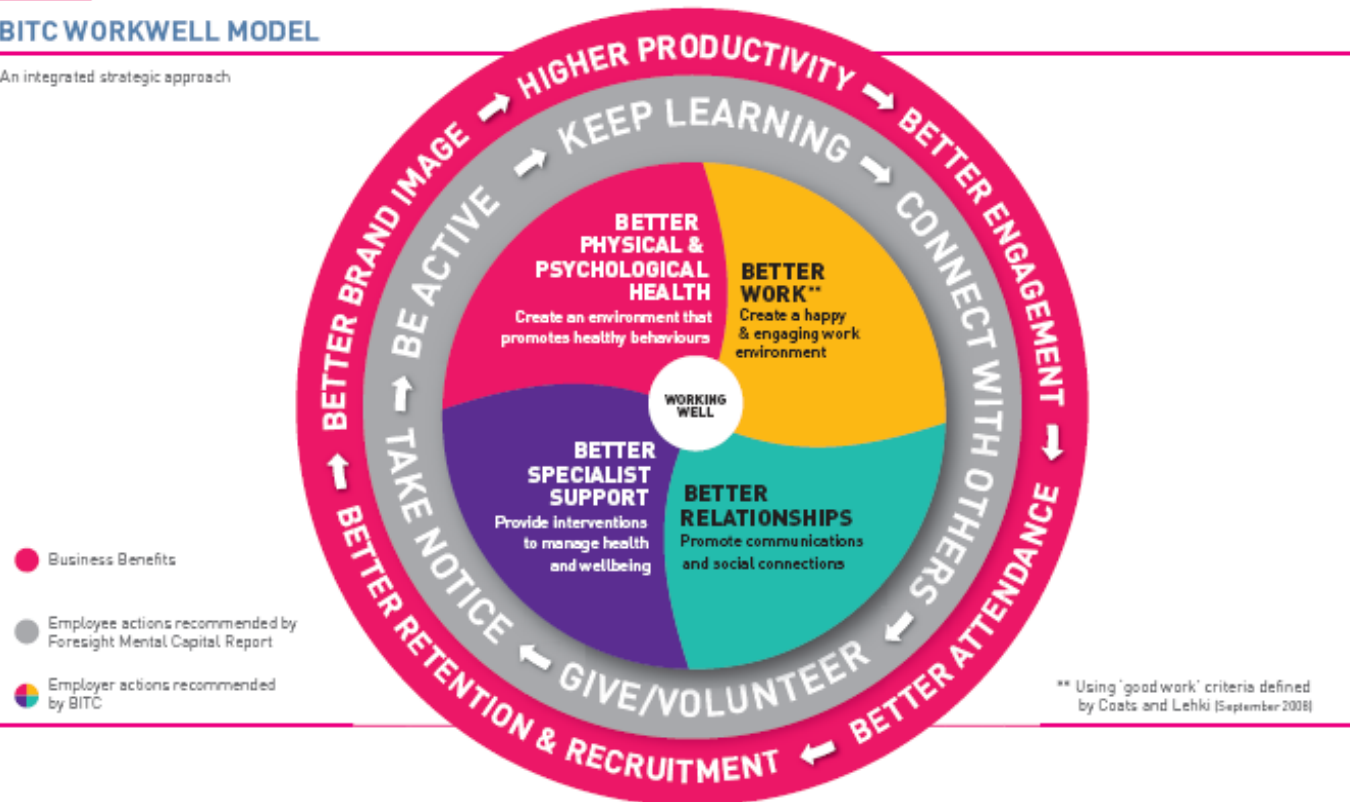 BITC WORKWELL MODEL
An integrated strategic approach
HIGHER PRODUCTIVITY
BETTER ENGAGEMENT
BETTER ATTENDANCE
BETTER RETENTION & RECRUITMENT
BETTER BRAND IMAGE
KEEP LEARNING
CONNECT WITH OTHERS
GIVE/VOLUNTEER
TAKE NOTICE
BE ACTIVE
BETTER
PHYSICAL &
PSYCHOLOGICAL
HEALTH
Create an environment that
promotes healthy behaviours
BETTER
WORK**
Create a happy
& engaging work
environment
WORKING
WELL
BETTER
SPECIALIST
SUPPORT
Provide interventions
to manage health
and wellbeing
BETTER
RELATIONSHIPS
Promote communications
and social connections
Business Benefits
Employee actions recommended by
Foresight Mental Capital Report
Employer actions recommended
by BITC
** Using 'good work' criteria defined
by Coats and Lehki (September 2008)